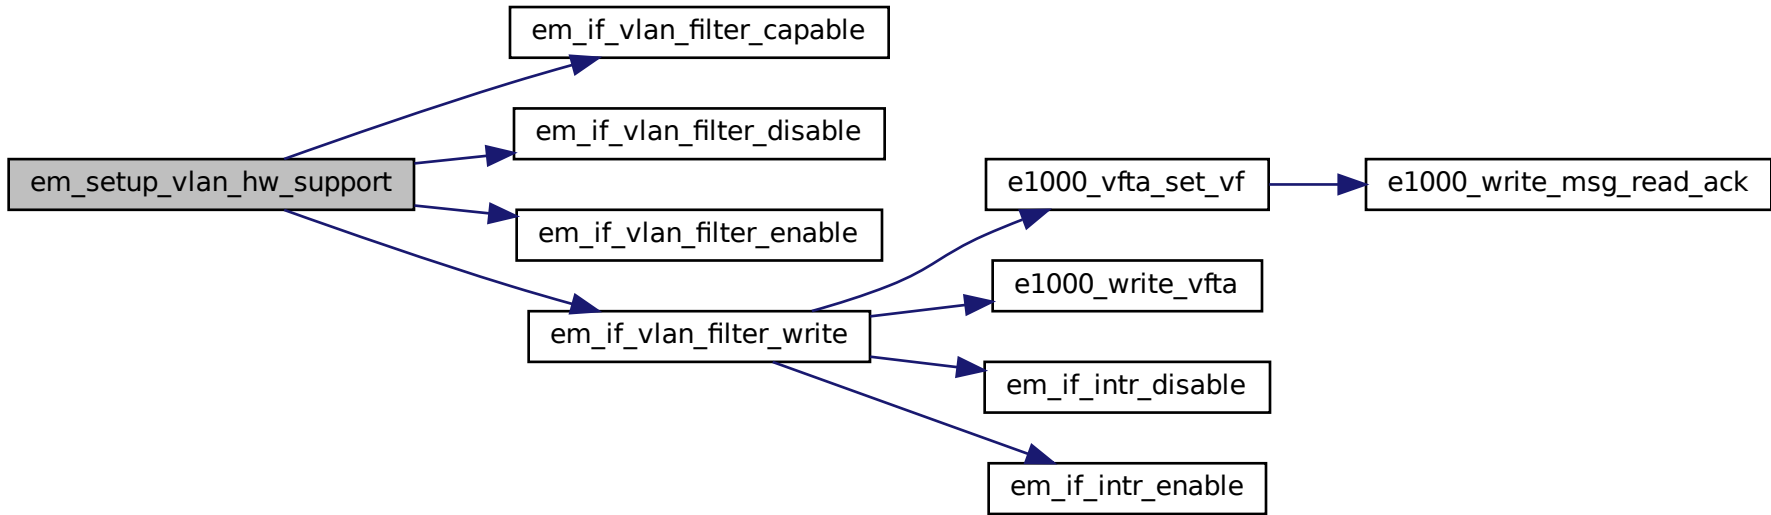 em_setup_vlan_hw_support
em_if_vlan_filter_capable
em_if_vlan_filter_disable
em_if_vlan_filter_enable
em_if_vlan_filter_write
e1000_vfta_set_vf
e1000_write_vfta
em_if_intr_disable
em_if_intr_enable
e1000_write_msg_read_ack